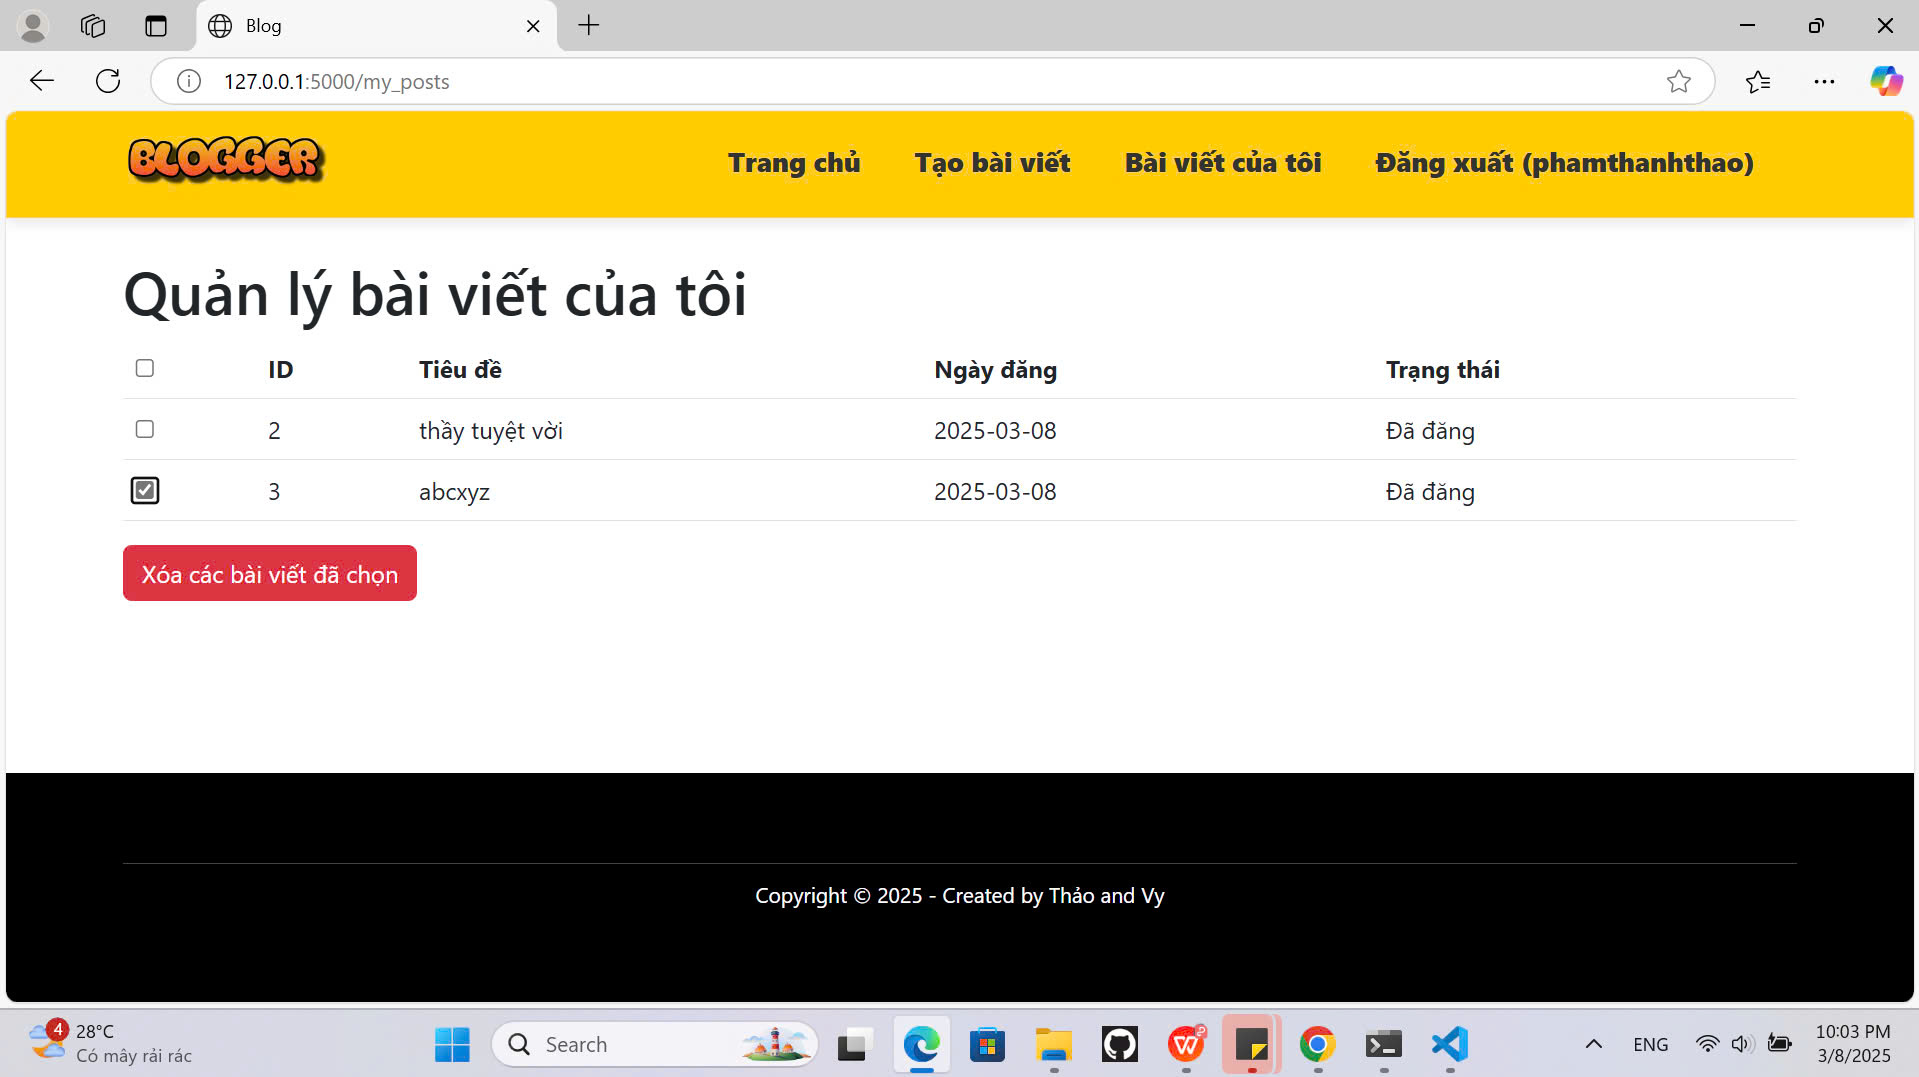 Blog
127.0.0.1:5000/my_posts
BLOGGER
Trang chủ Tạo bài viết Bài viết của tôi Đăng xuất (phamthanhthao)
Quản lý bài viết của tôi
ID Tiêu đề Ngày đăng Trạng thái
2 thầy tuyệt vời 2025-03-08 Đã đăng
3 abcxyz 2025-03-08 Đã đăng
Xóa các bài viết đã chọn
Copyright © 2025 - Created by Thảo and Vy
4 28°C
Có mây rải rác
Search
W
P
ENG
10:03 PM
3/8/2025